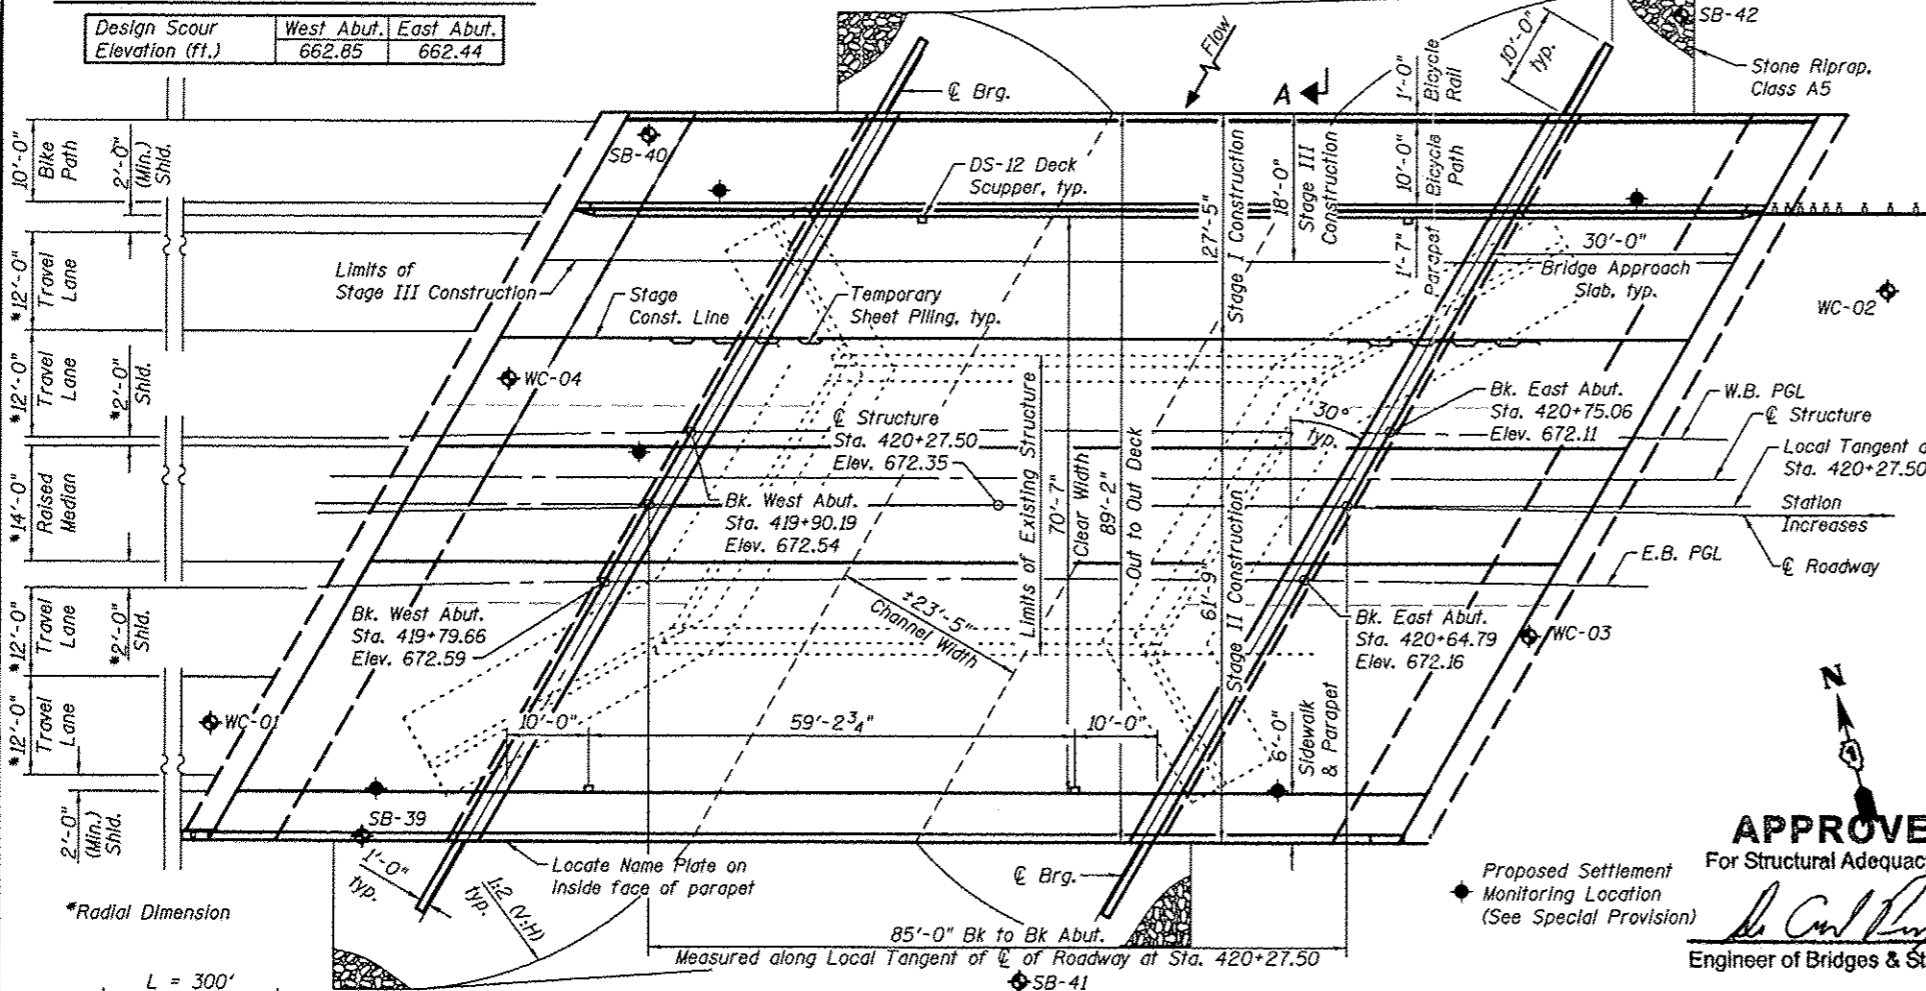 Design Scour Elevation (ft.)
West Abut.
East Abut.
662.85
662.44
10'-0"
Bike Path
2'-0" (Min.) Shld.
*12'-0"
Travel Lane
*12'-0"
Travel Lane
*2'-0" Shld.
*14'-0"
Raised Median
*12'-0"
Travel Lane
*2'-0" Shld.
*12'-0"
Travel Lane
2'-0" (Min.) Shld.
*Radial Dimension
L = 300'
℄ Brg.
Flow
A
1'-0"
Bicycle Rail
10'-0" typ.
SB-42
Stone Riprap,
Class A5
SB-40
DS-12 Deck
Scupper, typ.
27'-5"
Stage I Construction
18'-0"
Stage III Construction
10'-0"
Bicycle Path
1'-7"
Parapet
30'-0"
Bridge Approach
Slab, typ.
WC-02
Limits of
Stage III Construction
Stage
Const. Line
Temporary
Sheet Piling, typ.
WC-04
℄ Structure
Sta. 420+27.50
Elev. 672.35
Limits of Existing Structure
70'-7"
Clear Width
89'-2"
Out to Out Deck
30°
typ.
Bk. East Abut.
Sta. 420+75.06
Elev. 672.11
W.B. PGL
℄ Structure
Local Tangent
Sta. 420+27.50
Station
Increases
℄ Roadway
Bk. West Abut.
Sta. 419+90.19
Elev. 672.54
E.B. PGL
Bk. West Abut.
Sta. 419+79.66
Elev. 672.59
±23'-5"
Channel Width
61'-9"
Stage II Construction
Bk. East Abut.
Sta. 420+64.79
Elev. 672.16
WC-03
WC-01
10'-0"
59'-2¾"
10'-0"
6'-0"
Sidewalk & Parapet
N
SB-39
1'-0" typ.
1:2 (V:H) typ.
Locate Name Plate on
Inside face of parapet
℄ Brg.
85'-0" Bk to Bk Abut.
Measured along Local Tangent of ℄ of Roadway at Sta. 420+27.50
SB-41
Proposed Settlement
Monitoring Location
(See Special Provision)
APPROVE
For Structural Adequac
Engineer of Bridges & St